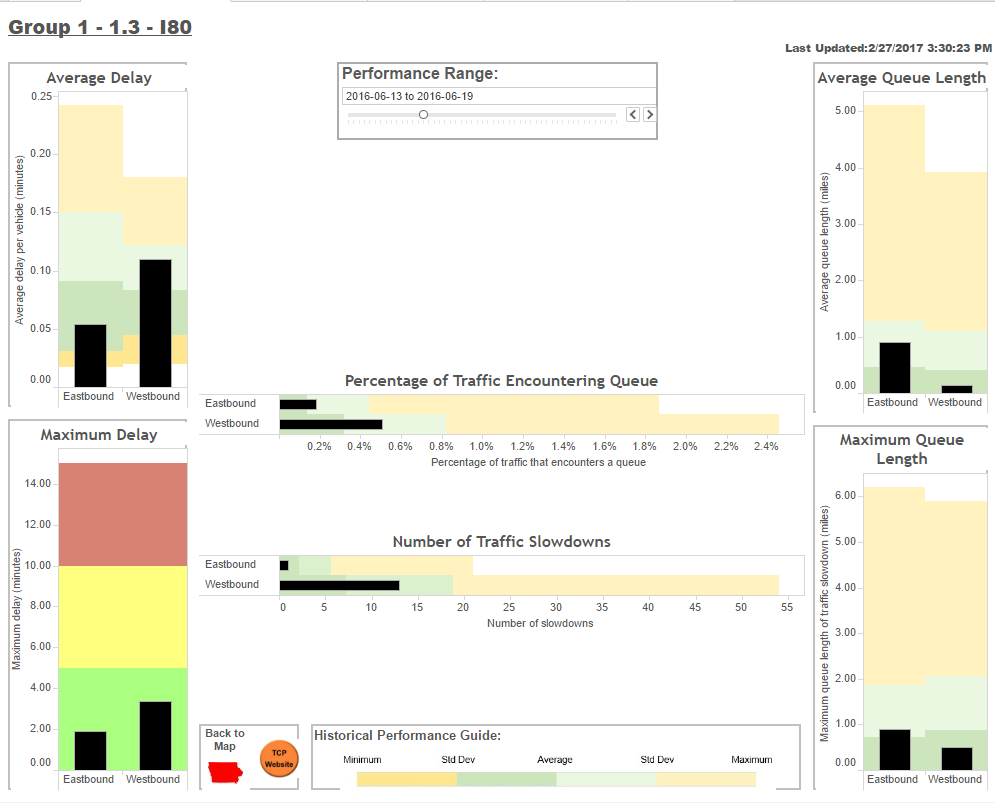 Group 1 - 1.3 - I80
Last Updated:2/27/2017 3:30:23 PM
Average Delay
Average delay per vehicle (minutes)
0.25
0.20
0.15
0.10
0.05
0.00
Eastbound Westbound
Performance Range:
2016-06-13 to 2016-06-19
Average Queue Length
Average queue length (miles)
5.00
4.00
3.00
2.00
1.00
0.00
Eastbound Westbound
Percentage of Traffic Encountering Queue
Eastbound
Westbound
0.2% 0.4% 0.6% 0.8% 1.0% 1.2% 1.4% 1.6% 1.8% 2.0% 2.2% 2.4%
Percentage of traffic that encounters a queue
Maximum Delay
Maximum delay (minutes)
14.00
12.00
10.00
8.00
6.00
4.00
2.00
0.00
Eastbound Westbound
Number of Traffic Slowdowns
Eastbound
Westbound
0 5 10 15 20 25 30 35 40 45 50 55
Number of slowdowns
Maximum Queue
Length
Maximum queue length of traffic slowdown (miles)
6.00
5.00
4.00
3.00
2.00
1.00
0.00
Eastbound Westbound
Back to
Map
TCP
Website
Historical Performance Guide:
Minimum Std Dev Average Std Dev Maximum